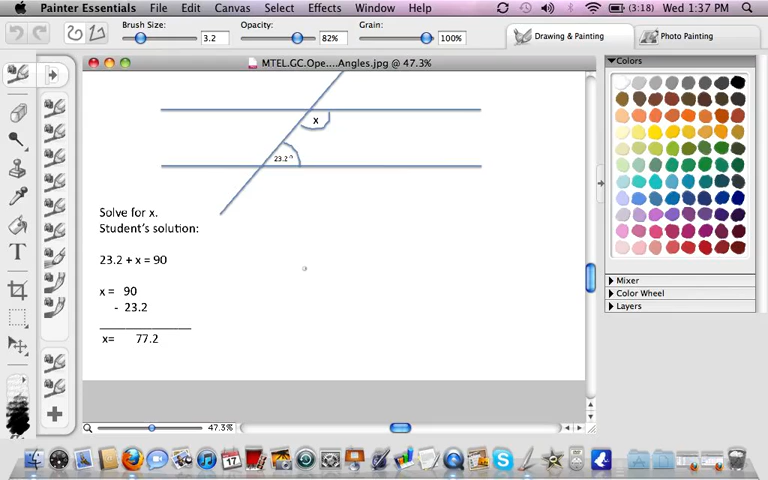 Painter Essentials File Edit Canvas Select Effects Window Help (3:18) Wed 1:37 PM
Brush Size: Opacity: Grain:
3.2 82% 100%
Drawing & Painting Photo Painting
MTEL.GC.Ope....Angles.jpg @ 47.3%
Colors
x
23.2°
Solve for x.
Student's solution:
23.2 + x = 90
x = 90
- 23.2
x= 77.2
T
Mixer
Color Wheel
Layers
47.3%
17